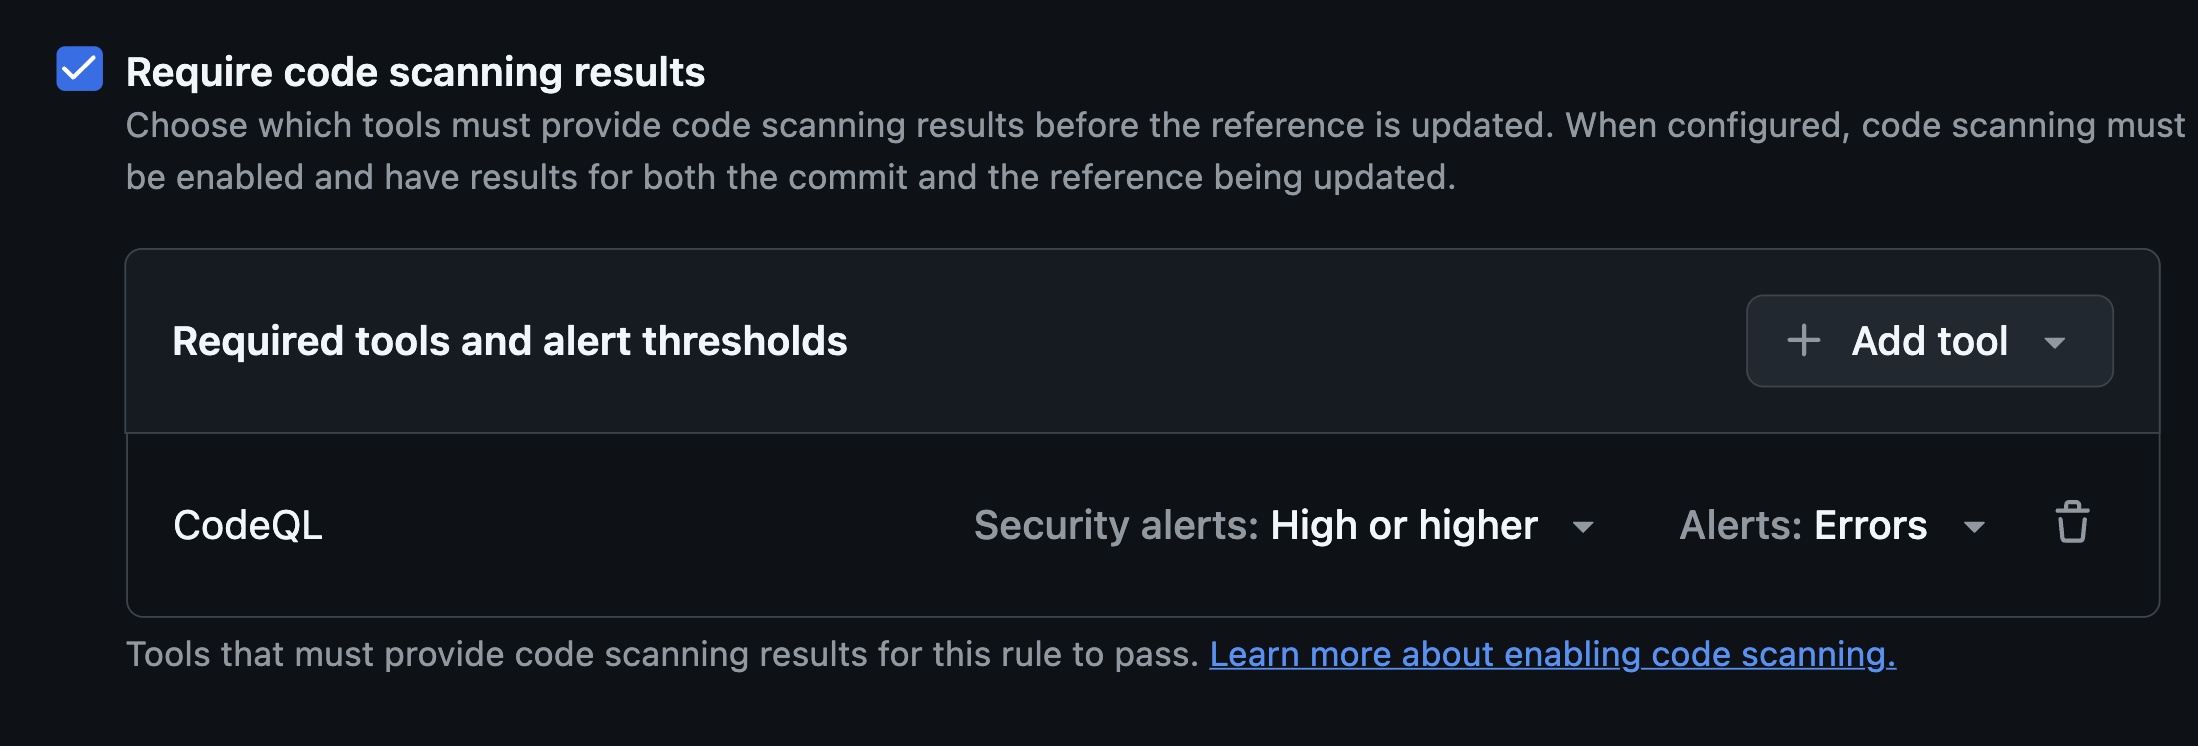 Require code scanning results
Choose which tools must provide code scanning results before the reference is updated. When configured, code scanning must
be enabled and have results for both the commit and the reference being updated.
Required tools and alert thresholds
Add tool
CodeQL
Security alerts: High or higher
Alerts: Errors
Tools that must provide code scanning results for this rule to pass. Learn more about enabling code scanning.